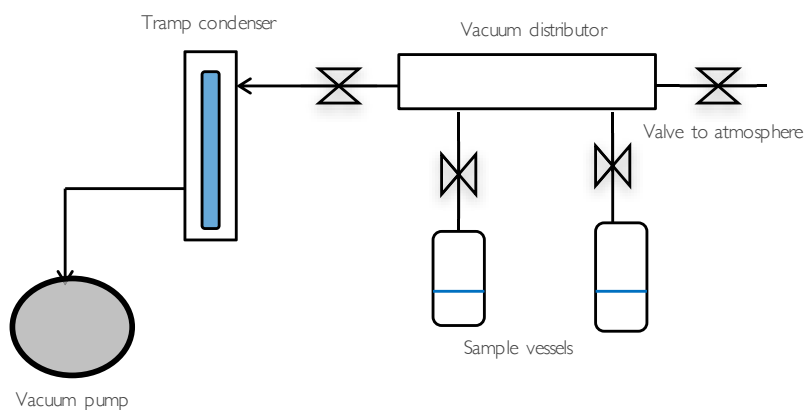 Tramp condenser
Vacuum distributor
Valve to atmosphere
Sample vessels
Vacuum pump